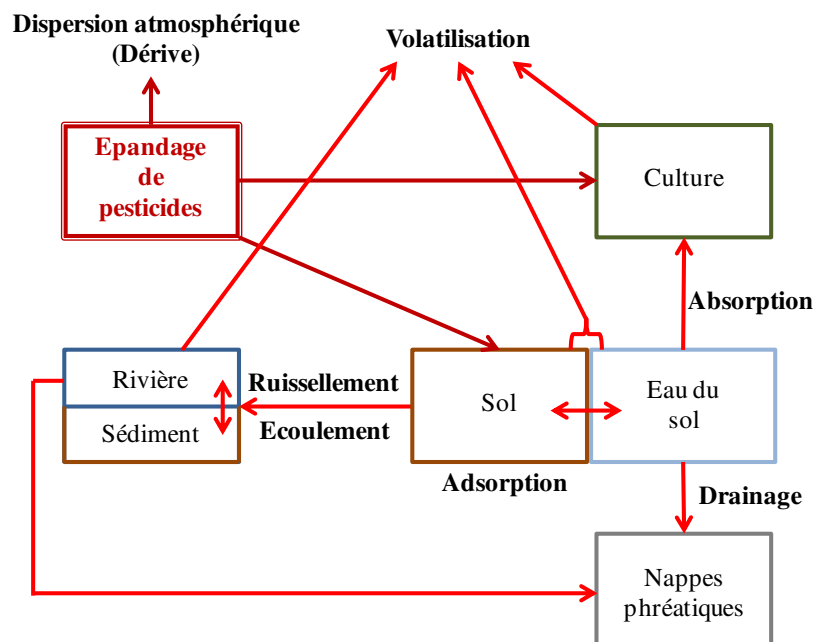 Dispersion atmosphérique
(Dérive)
Volatilisation
Epandage
de
pesticides
Culture
Absorption
Rivière
Ruissellement
Sol
Eau du
sol
Sédiment
Ecoulement
Adsorption
Drainage
Nappes
phréatiques